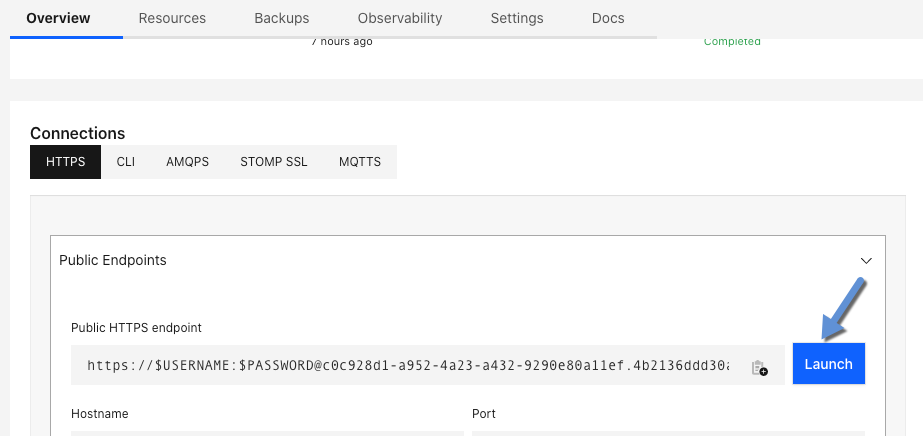 Overview Resources Backups Observability Settings Docs
7 hours ago Completed
Connections
HTTPS CLI AMQPS STOMP SSL MQTTS
Public Endpoints
Public HTTPS endpoint
https://$USERNAME:$PASSWORD@c0c928d1-a952-4a23-a432-9290e80a11ef.4b2136ddd30a
Launch
Hostname Port